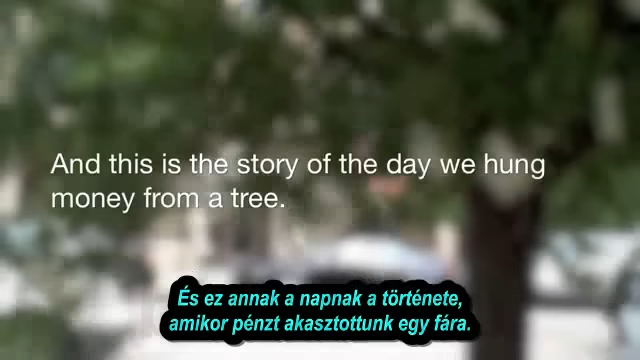 And this is the story of the day we hung
money from a tree.
És ez annak a napnak a története,
amikor pénzt akasztottunk egy fára.